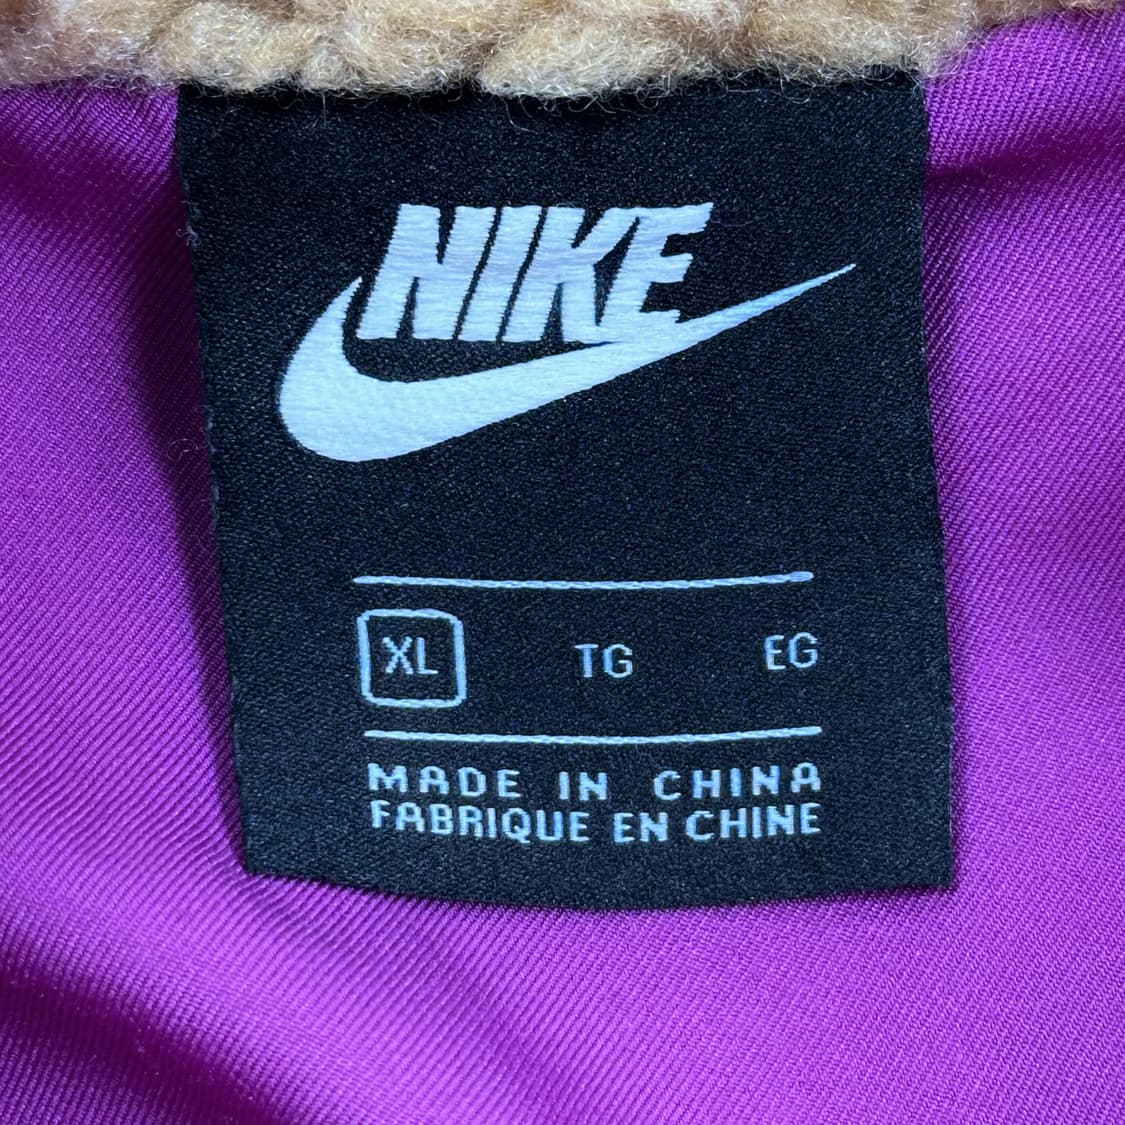 NIKE
XL TG EG
MADE IN CHINA
FABRIQUE EN CHINE